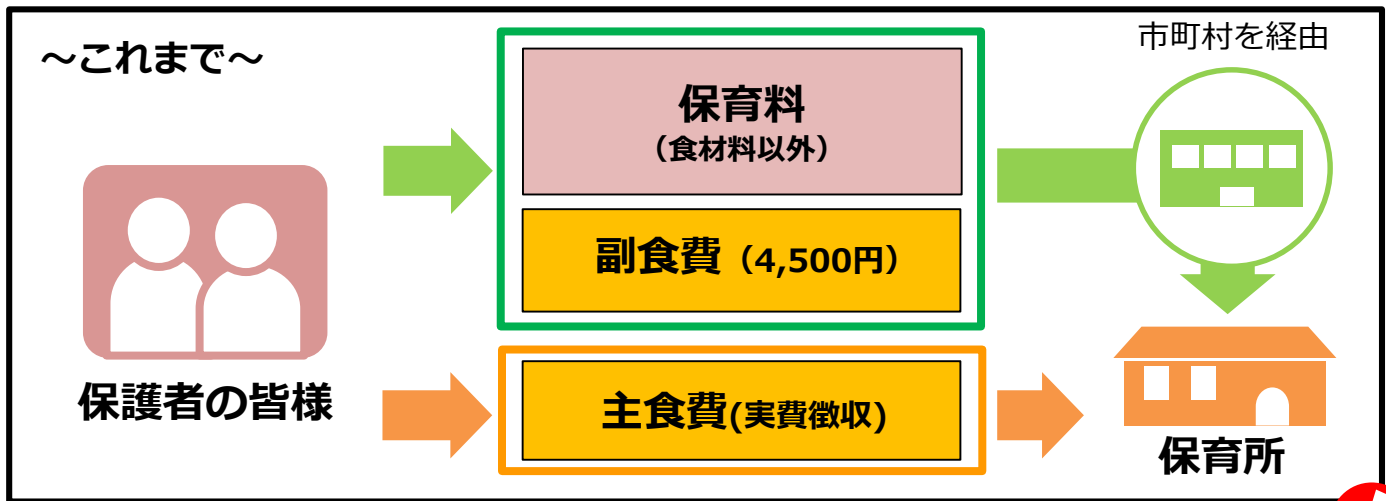 ～これまで～
市町村を経由
保育料
（食材料以外）
副食費（4,500円）
保護者の皆様
主食費(実費徴収)
保育所